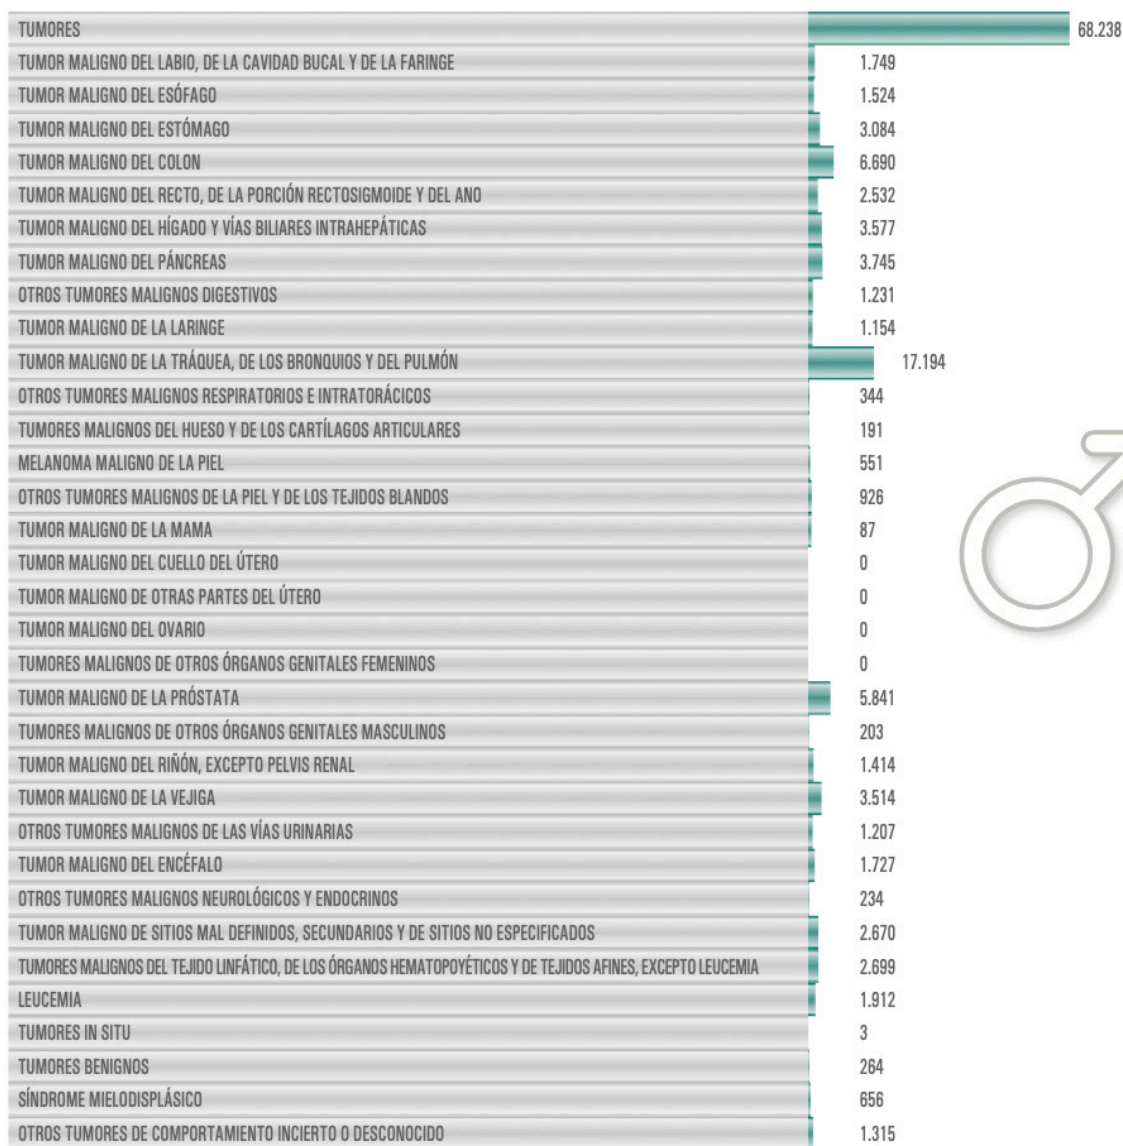 TUMORES 68.238
TUMOR MALIGNO DEL LABIO, DE LA CAVIDAD BUCAL Y DE LA FARINGE 1.749
TUMOR MALIGNO DEL ESÓFAGO 1.524
TUMOR MALIGNO DEL ESTÓMAGO 3.084
TUMOR MALIGNO DEL COLON 6.690
TUMOR MALIGNO DEL RECTO, DE LA PORCIÓN RECTOSIGMOIDE Y DEL ANO 2.532
TUMOR MALIGNO DEL HÍGADO Y VÍAS BILIARES INTRAHEPÁTICAS 3.577
TUMOR MALIGNO DEL PÁNCREAS 3.745
OTROS TUMORES MALIGNOS DIGESTIVOS 1.231
TUMOR MALIGNO DE LA LARINGE 1.154
TUMOR MALIGNO DE LA TRÁQUEA, DE LOS BRONQUIOS Y DEL PULMÓN 17.194
OTROS TUMORES MALIGNOS RESPIRATORIOS E INTRATORÁCICOS 344
TUMORES MALIGNOS DEL HUESO Y DE LOS CARTÍLAGOS ARTICULARES 191
MELANOMA MALIGNO DE LA PIEL 551
OTROS TUMORES MALIGNOS DE LA PIEL Y DE LOS TEJIDOS BLANDOS 926
TUMOR MALIGNO DE LA MAMA 87
TUMOR MALIGNO DEL CUELLO DEL ÚTERO 0
TUMOR MALIGNO DE OTRAS PARTES DEL ÚTERO 0
TUMOR MALIGNO DEL OVARIO 0
TUMORES MALIGNOS DE OTROS ÓRGANOS GENITALES FEMENINOS 0
TUMOR MALIGNO DE LA PRÓSTATA 5.841
TUMORES MALIGNOS DE OTROS ÓRGANOS GENITALES MASCULINOS 203
TUMOR MALIGNO DEL RIÑÓN, EXCEPTO PELVIS RENAL 1.414
TUMOR MALIGNO DE LA VEJIGA 3.514
OTROS TUMORES MALIGNOS DE LAS VÍAS URINARIAS 1.207
TUMOR MALIGNO DEL ENCÉFALO 1.727
OTROS TUMORES MALIGNOS NEUROLÓGICOS Y ENDOCRINOS 234
TUMOR MALIGNO DE SITIOS MAL DEFINIDOS, SECUNDARIOS Y DE SITIOS NO ESPECIFICADOS 2.670
TUMORES MALIGNOS DEL TEJIDO LINFÁTICO, DE LOS ÓRGANOS HEMATOPOYÉTICOS Y DE TEJIDOS AFINES, EXCEPTO LEUCEMIA 2.699
LEUCEMIA 1.912
TUMORES IN SITU 3
TUMORES BENIGNOS 264
SÍNDROME MIELODISPLÁSICO 656
OTROS TUMORES DE COMPORTAMIENTO INCIERTO O DESCONOCIDO 1.315